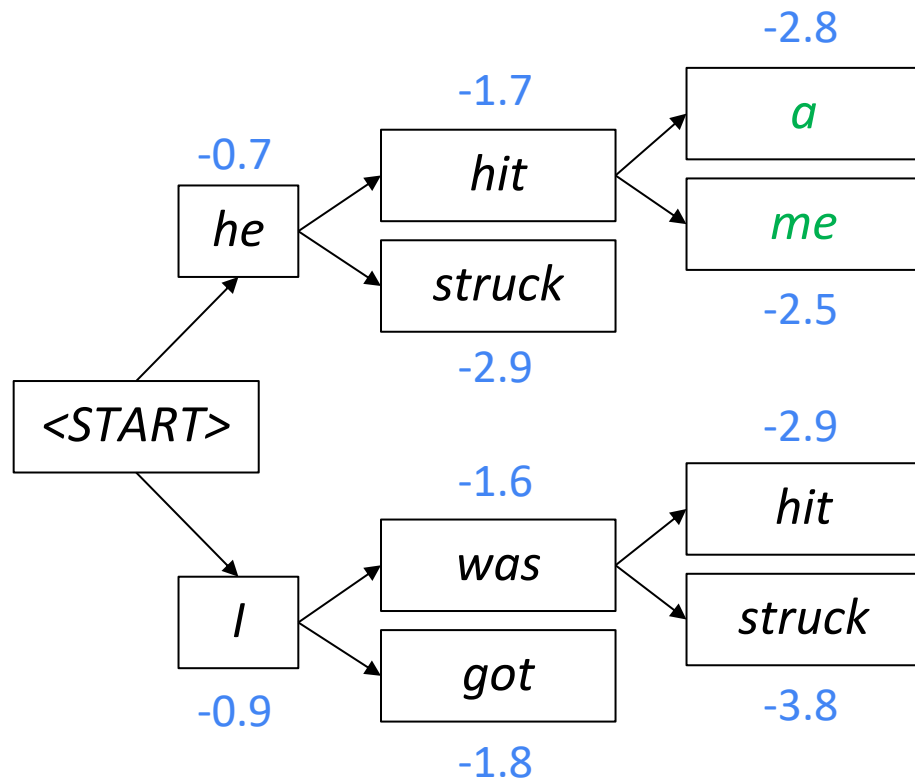 -2.8
a
-1.7
hit
-0.7
he
me
struck
-2.5
-2.9
<START>
-2.9
hit
-1.6
was
I
struck
got
-0.9
-3.8
-1.8